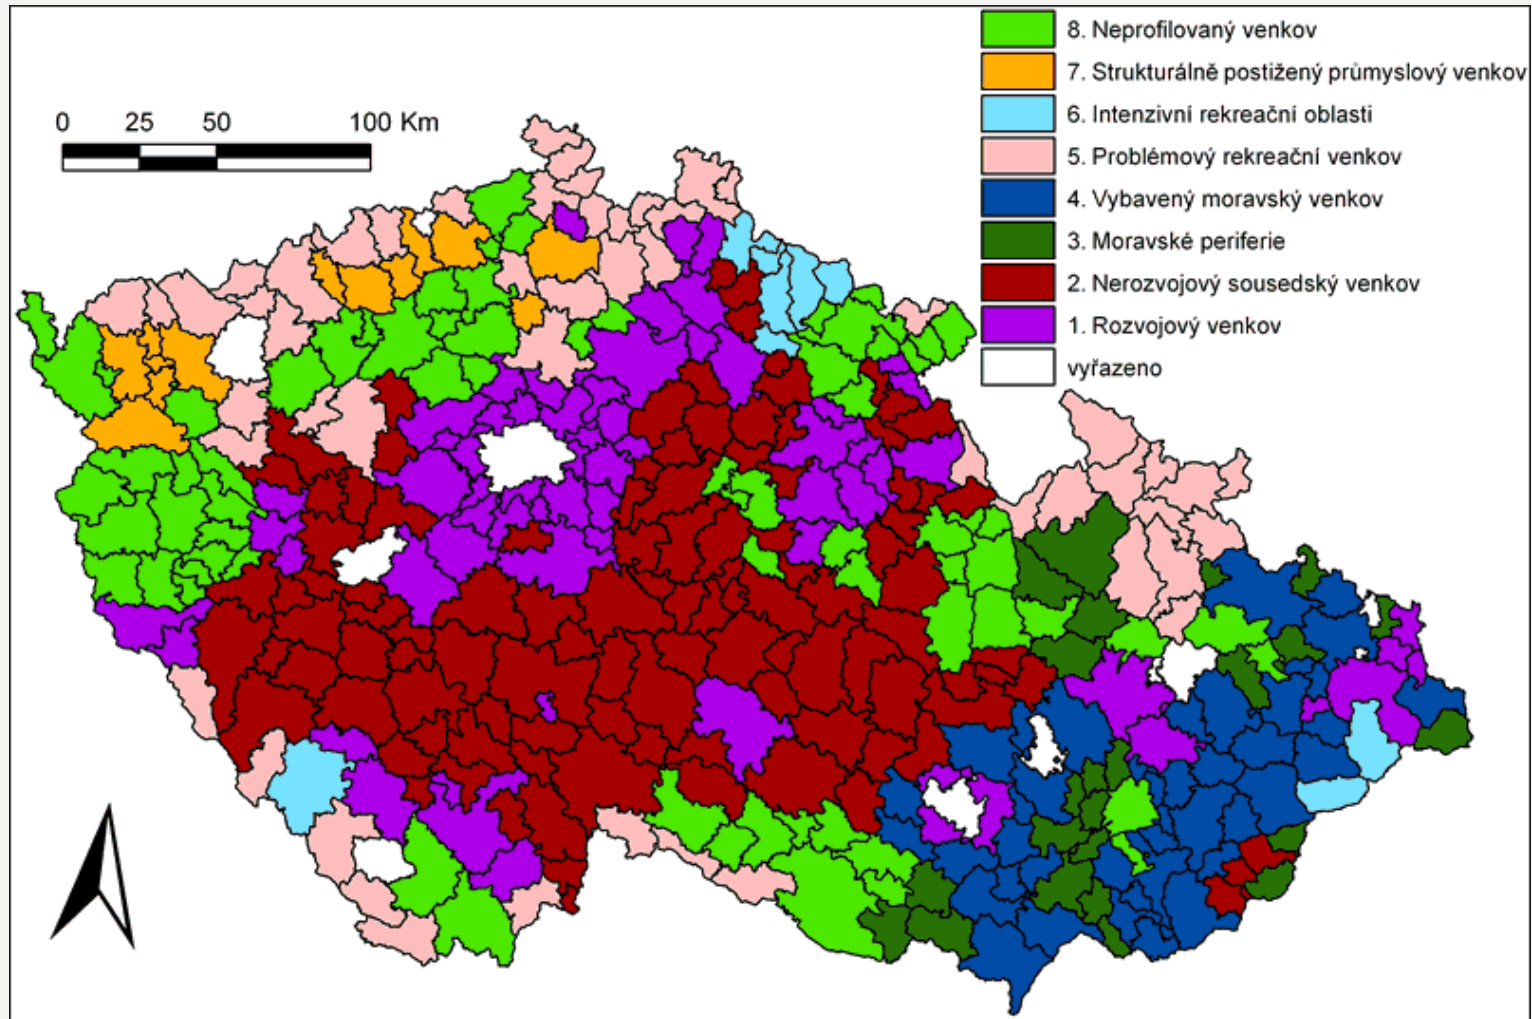 8. Neprofilovaný venkov
7. Strukturálně postižený průmyslový venkov
6. Intenzivní rekreační oblasti
5. Problémový rekreační venkov
4. Vybavený moravský venkov
3. Moravské periferie
2. Nerozvojový sousedský venkov
1. Rozvojový venkov
vyřazeno
0 25 50 100 Km